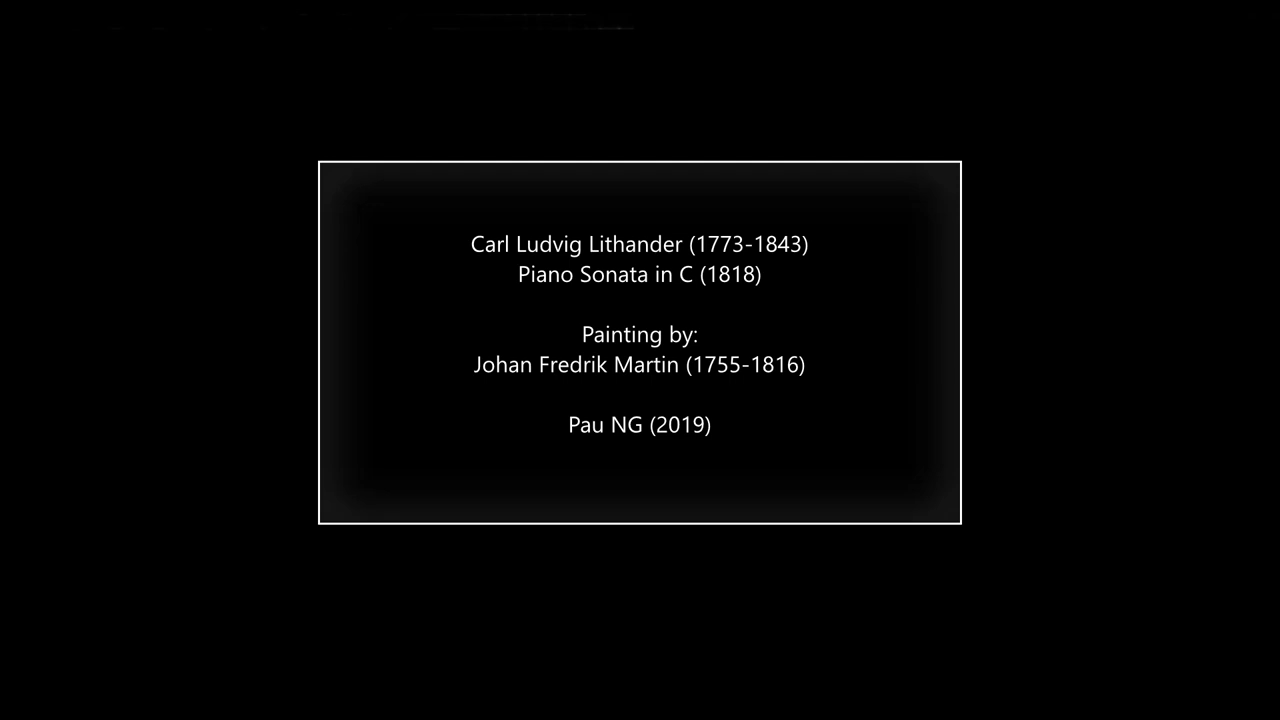 Carl Ludvig Lithander (1773-1843)
Piano Sonata in C (1818)
Painting by:
Johan Fredrik Martin (1755-1816)
Pau NG (2019)